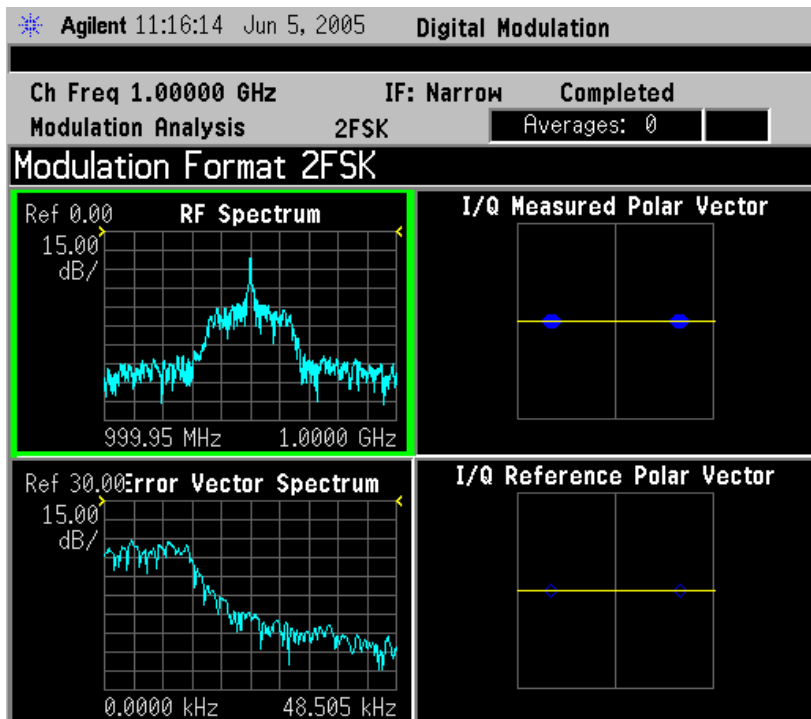 Agilent 11:16:14 Jun 5, 2005 Digital Modulation
Ch Freq 1.00000 GHz IF: Narrow Completed
Modulation Analysis 2FSK Averages: 0
Modulation Format 2FSK
Ref 0.00 RF Spectrum
15.00
dB/
999.95 MHz 1.0000 GHz
I/Q Measured Polar Vector
Ref 30.00 Error Vector Spectrum
15.00
dB/
0.0000 kHz 48.505 kHz
I/Q Reference Polar Vector